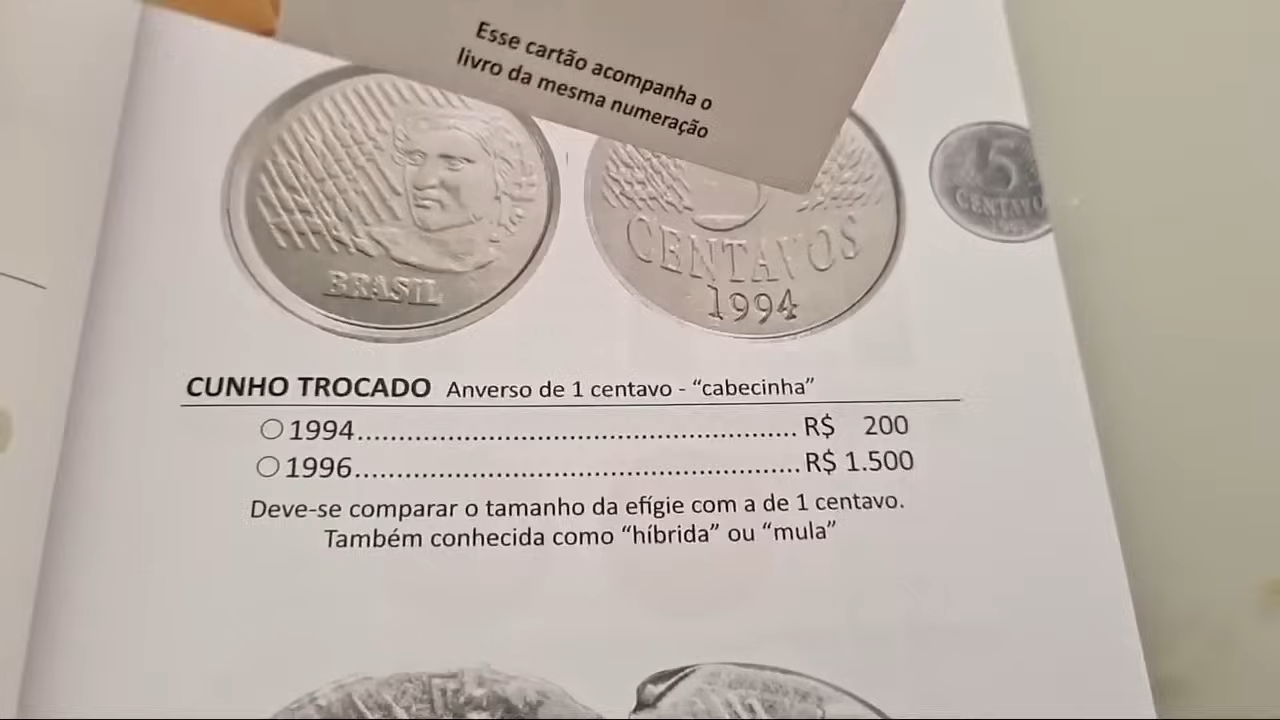 Esse cartão acompanha o
livro da mesma numeração
BRASIL
CENTAVOS
1994
5
CENTAVO
CUNHO TROCADO Anverso de 1 centavo - “cabecinha”
○ 1994........................................................ R$ 200
○ 1996........................................................ R$ 1.500
Deve-se comparar o tamanho da efígie com a de 1 centavo.
Também conhecida como “híbrida” ou “mula”